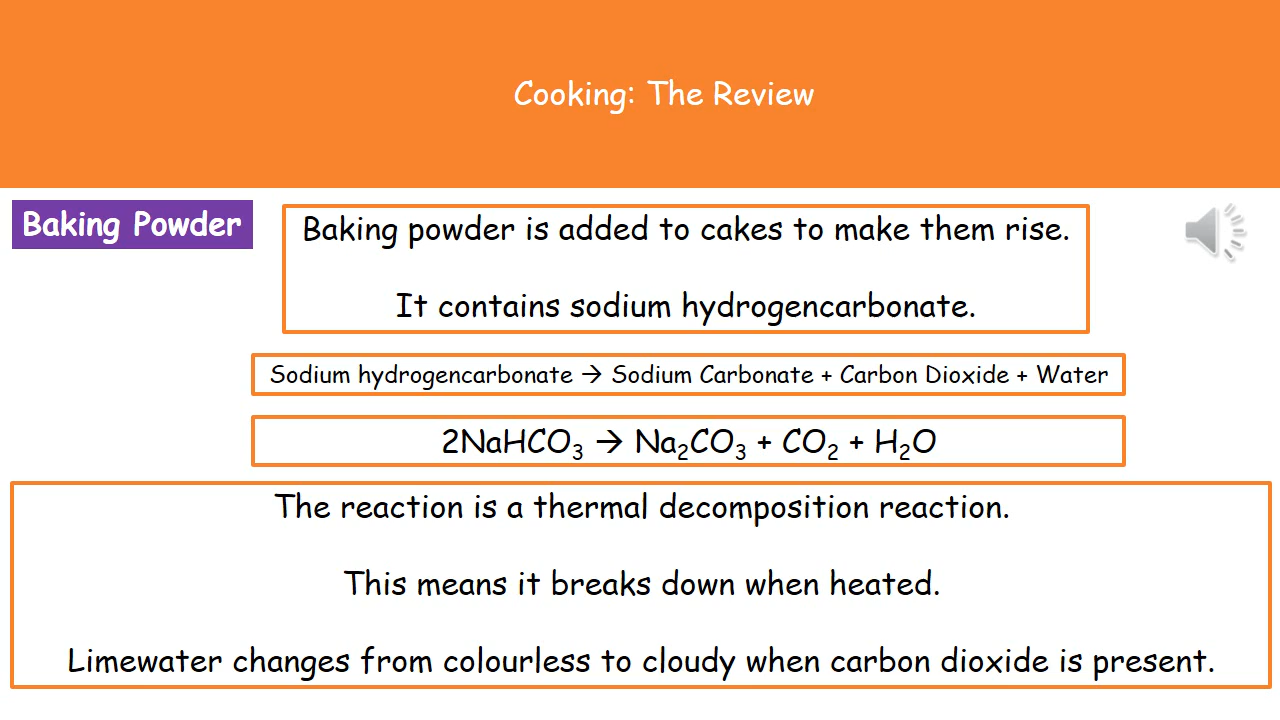 Cooking: The Review
Baking Powder
Baking powder is added to cakes to make them rise.
It contains sodium hydrogencarbonate.
Sodium hydrogencarbonate → Sodium Carbonate + Carbon Dioxide + Water
2NaHCO₃ → Na₂CO₃ + CO₂ + H₂O
The reaction is a thermal decomposition reaction.
This means it breaks down when heated.
Limewater changes from colourless to cloudy when carbon dioxide is present.